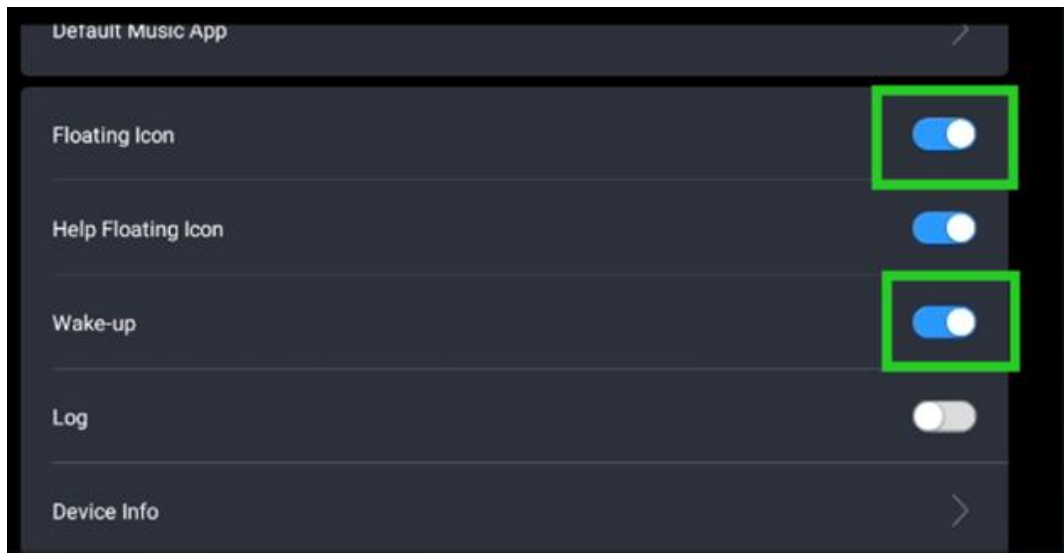 Default Music App
Floating Icon
Help Floating Icon
Wake-up
Log
Device Info